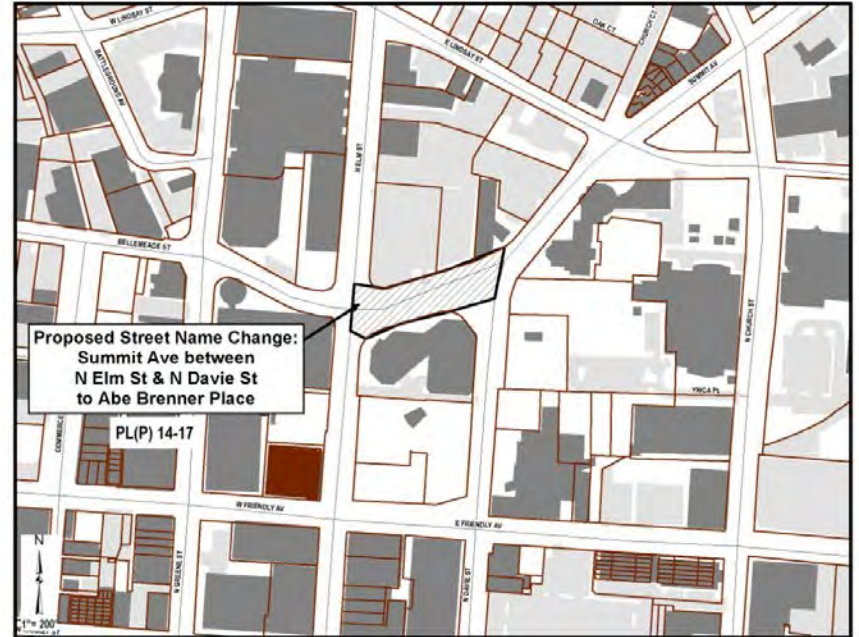 W LINDSAY ST
BATTLEGROUND AV
E LINDSAY ST
OAK CT
CHURCH CT
SUMMIT AV
N ELM ST
BELLEMEADE ST
Proposed Street Name Change:
Summit Ave between
N Elm St & N Davie St
to Abe Brenner Place
PL(P) 14-17
N CHURCH ST
YWCA PL
W FRIENDLY AV
E FRIENDLY AV
N GREENE ST
N DAVIE ST
N
1" = 200'